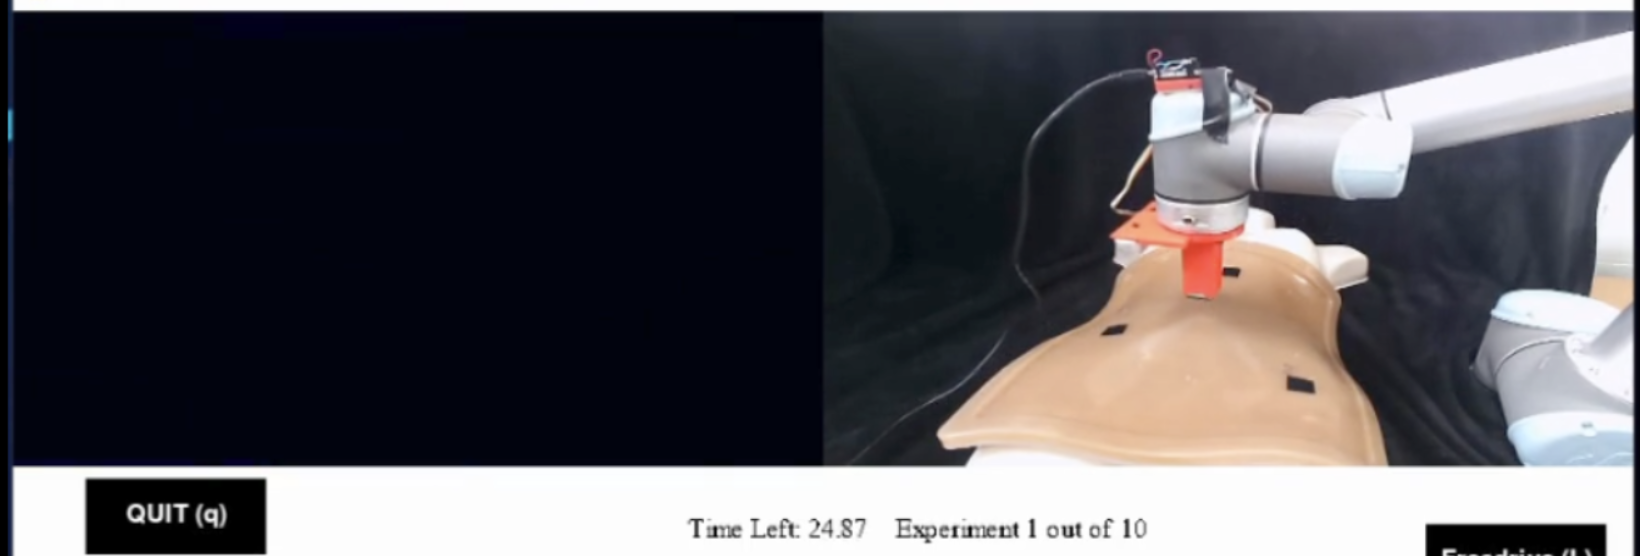 QUIT (q)
Time Left: 24.87 Experiment 1 out of 10